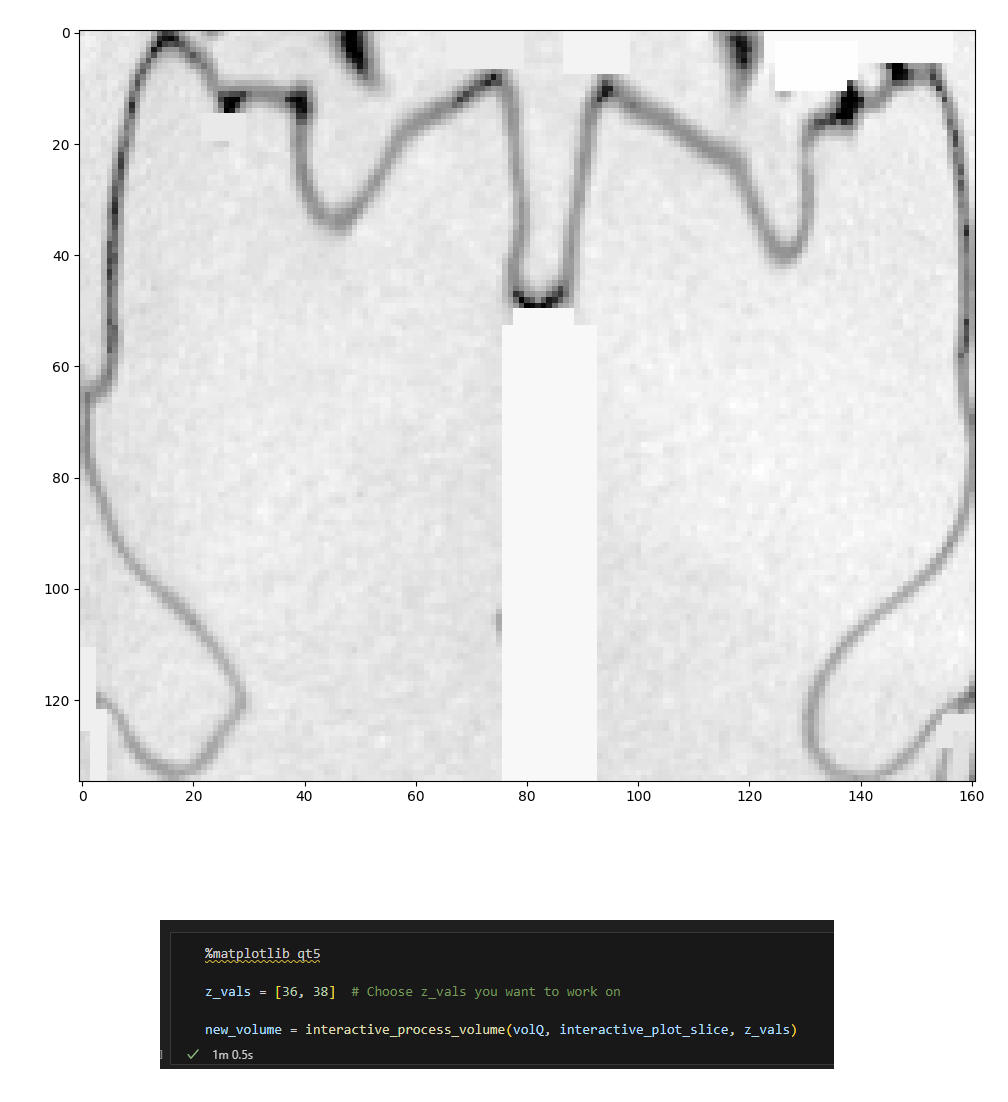 0
20
40
60
80
100
120
0 20 40 60 80 100 120 140 160
%matplotlib qt5
z_vals = [36, 38]  # Choose z_vals you want to work on
new_volume = interactive_process_volume(volQ, interactive_plot_slice, z_vals)
1m 0.5s